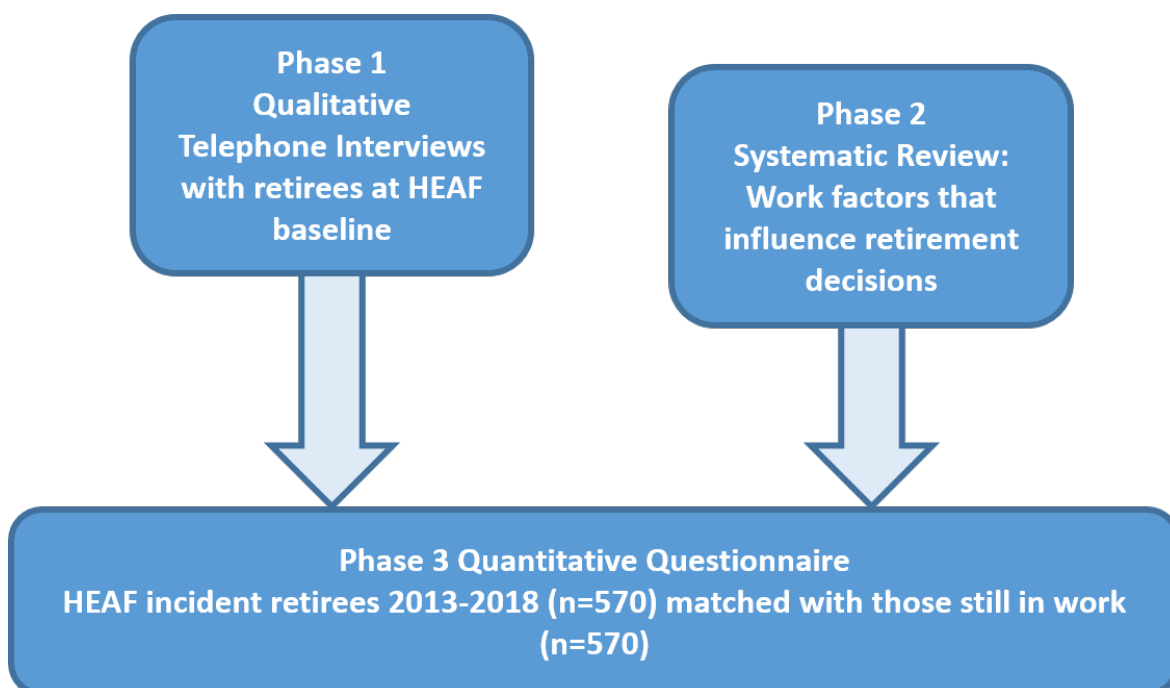 Phase 1
Qualitative
Telephone Interviews
with retirees at HEAF
baseline
Phase 2
Systematic Review:
Work factors that
influence retirement
decisions
Phase 3 Quantitative Questionnaire
HEAF incident retirees 2013-2018 (n=570) matched with those still in work
(n=570)